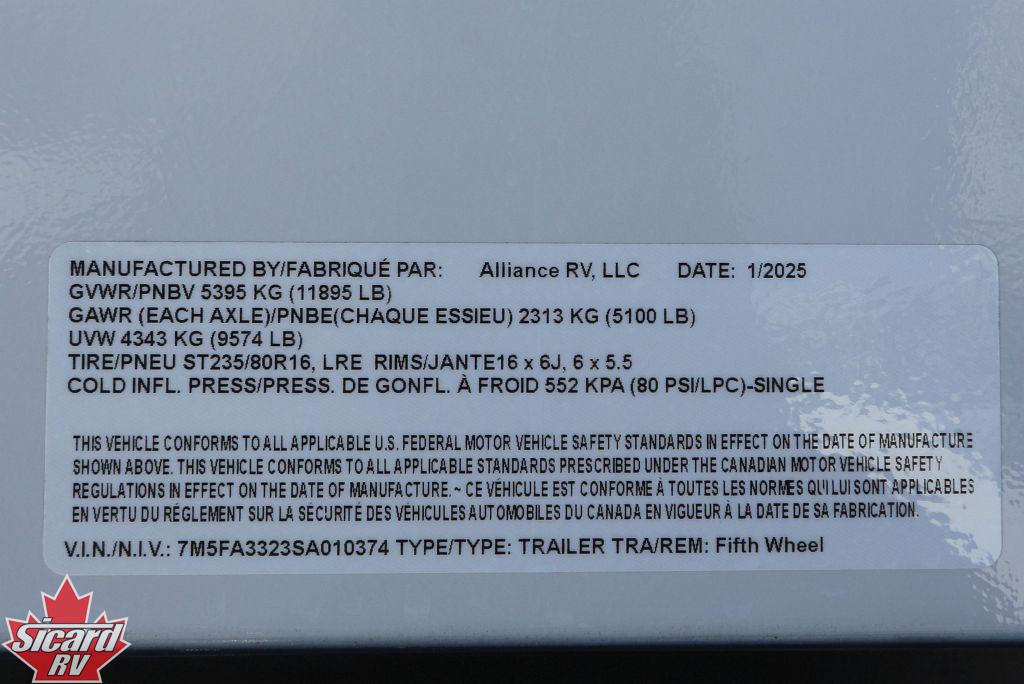 MANUFACTURED BY/FABRIQUÉ PAR: Alliance RV, LLC DATE: 1/2025
GVWR/PNBV 5395 KG (11895 LB)
GAWR (EACH AXLE)/PNBE(CHAQUE ESSIEU) 2313 KG (5100 LB)
UVW 4343 KG (9574 LB)
TIRE/PNEU ST235/80R16, LRE RIMS/JANTE16 x 6J, 6 x 5.5
COLD INFL. PRESS/PRESS. DE GONFL. À FROID 552 KPA (80 PSI/LPC)-SINGLE
THIS VEHICLE CONFORMS TO ALL APPLICABLE U.S. FEDERAL MOTOR VEHICLE SAFETY STANDARDS IN EFFECT ON THE DATE OF MANUFACTURE
SHOWN ABOVE. THIS VEHICLE CONFORMS TO ALL APPLICABLE STANDARDS PRESCRIBED UNDER THE CANADIAN MOTOR VEHICLE SAFETY
REGULATIONS IN EFFECT ON THE DATE OF MANUFACTURE. ~ CE VÉHICULE EST CONFORME À TOUTES LES NORMES QUI LUI SONT APPLICABLES
EN VERTU DU RÉGLEMENT SUR LA SÉCURITÉ DES VÉHICULES AUTOMOBILES DU CANADA EN VIGUEUR À LA DATE DE SA FABRICATION.
V.I.N./N.I.V.: 7M5FA3323SA010374 TYPE/TYPE: TRAILER TRA/REM: Fifth Wheel
Sicard
RV